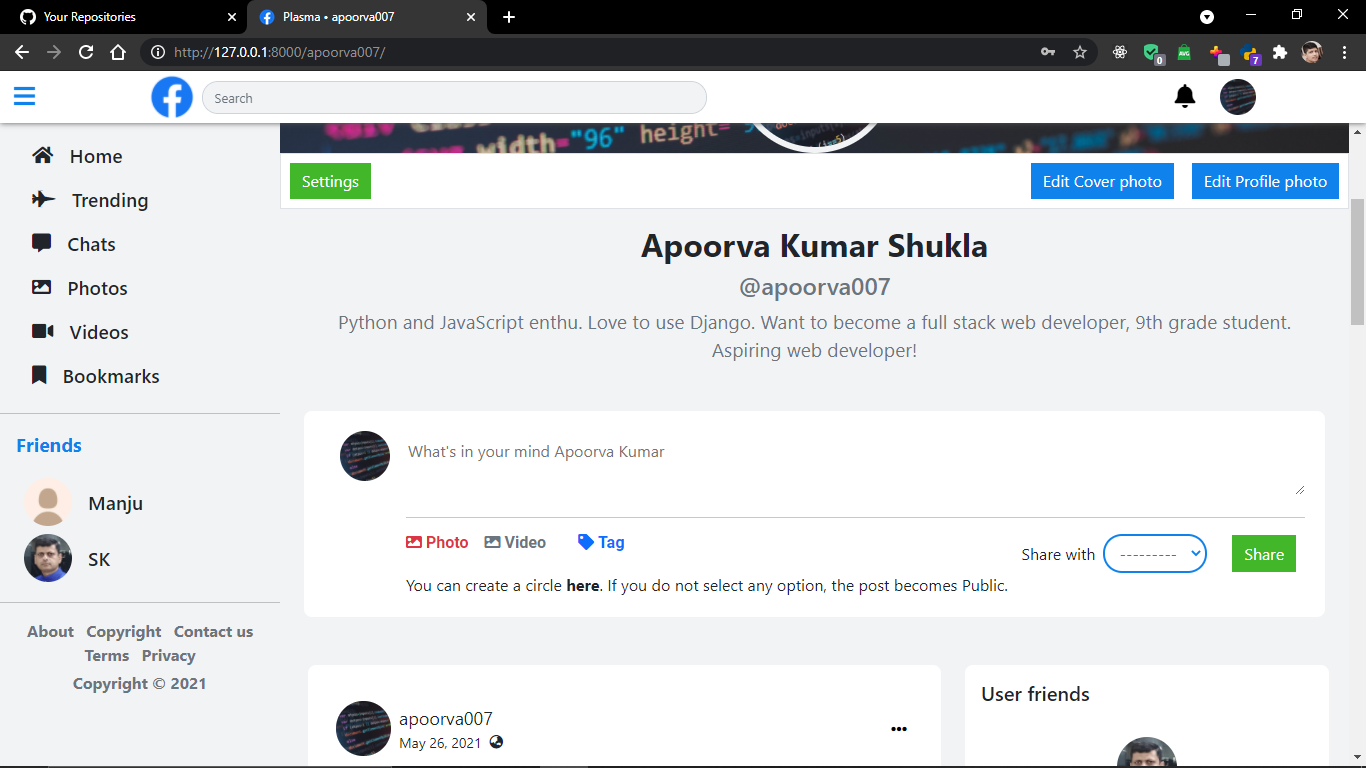 Your Repositories
Plasma • apoorva007
http://127.0.0.1:8000/apoorva007/
0
AVG
7
Search
width="96" height=
Settings
Edit Cover photo
Edit Profile photo
Home
Trending
Chats
Photos
Videos
Bookmarks
Friends
Manju
SK
About Copyright Contact us
Terms Privacy
Copyright © 2021
Apoorva Kumar Shukla
@apoorva007
Python and JavaScript enthu. Love to use Django. Want to become a full stack web developer, 9th grade student.
Aspiring web developer!
What's in your mind Apoorva Kumar
Photo Video Tag
Share with --------- Share
You can create a circle here. If you do not select any option, the post becomes Public.
apoorva007
May 26, 2021
User friends